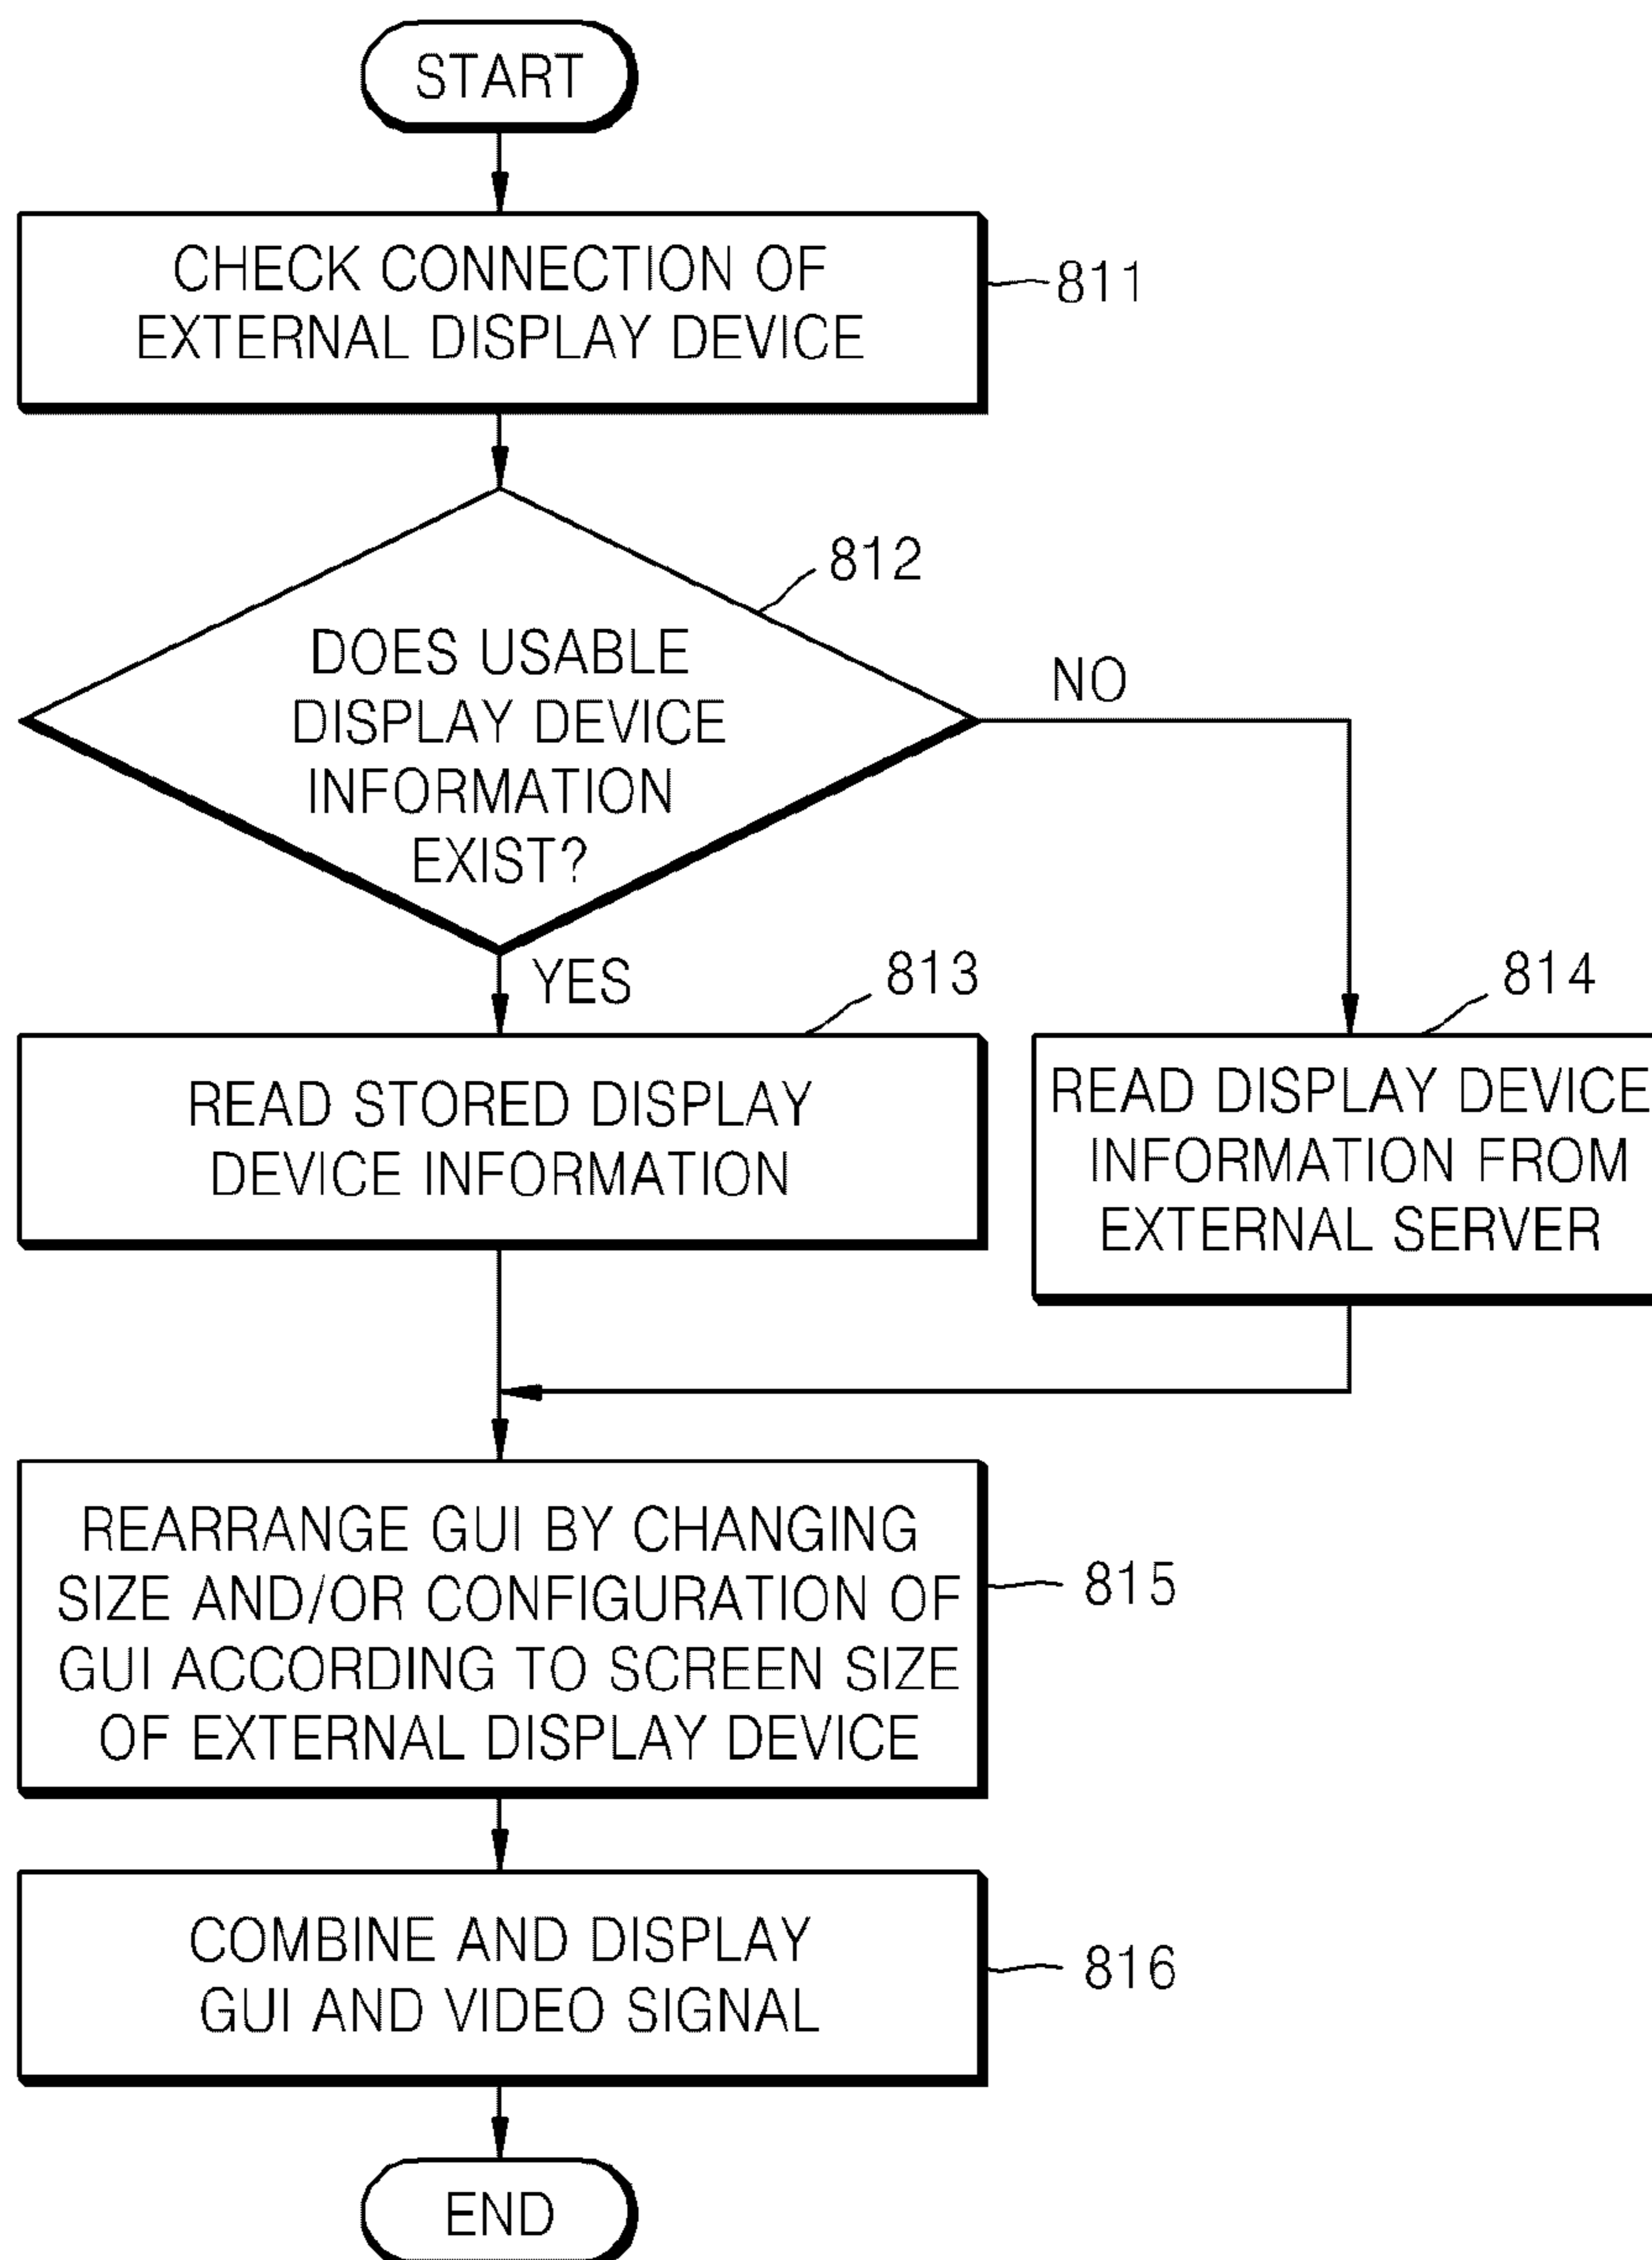 START
CHECK CONNECTION OF
EXTERNAL DISPLAY DEVICE
811
812
DOES USABLE
DISPLAY DEVICE
INFORMATION
EXIST?
NO
YES
813
READ STORED DISPLAY
DEVICE INFORMATION
814
READ DISPLAY DEVICE
INFORMATION FROM
EXTERNAL SERVER
REARRANGE GUI BY CHANGING
SIZE AND/OR CONFIGURATION OF
GUI ACCORDING TO SCREEN SIZE
OF EXTERNAL DISPLAY DEVICE
815
COMBINE AND DISPLAY
GUI AND VIDEO SIGNAL
816
END